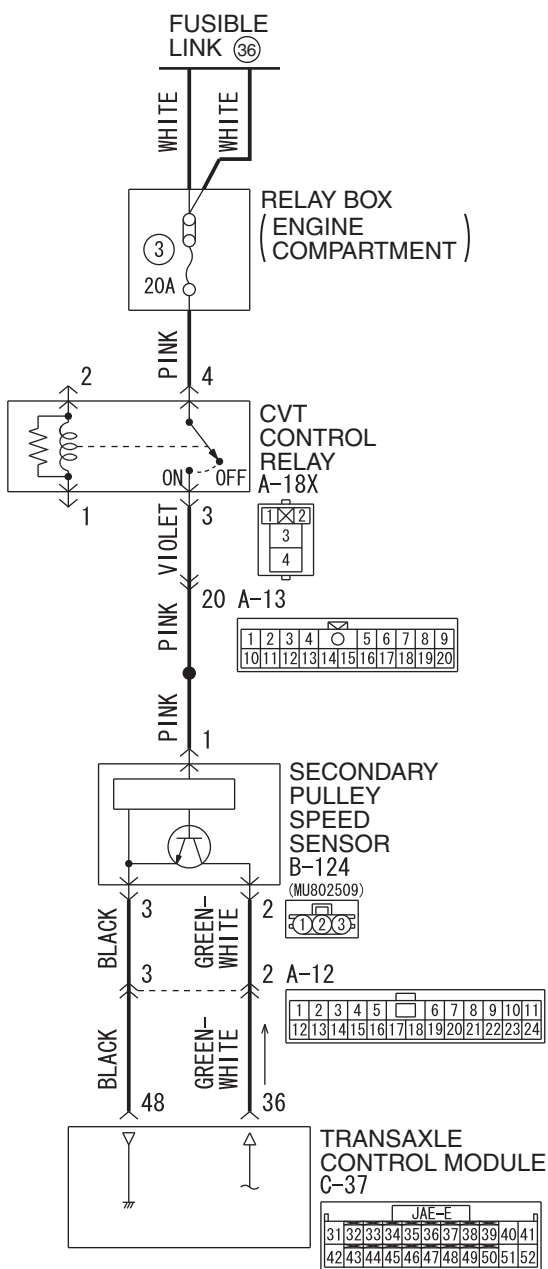 FUSIBLE
LINK 36
WHITE
WHITE
RELAY BOX
(ENGINE
COMPARTMENT)
3
20A
PINK
2
4
CVT
CONTROL
RELAY
A-18X
ON
OFF
1
3
1 2
3
4
VIOLET
20 A-13
1 2 3 4 5 6 7 8 9
10 11 12 13 14 15 16 17 18 19 20
PINK
PINK
1
SECONDARY
PULLEY
SPEED
SENSOR
B-124
(MU802509)
1 2 3
3
2
BLACK
GREEN-
WHITE
3
2 A-12
1 2 3 4 5 6 7 8 9 10 11
12 13 14 15 16 17 18 19 20 21 22 23 24
BLACK
GREEN-
WHITE
48
36
TRANSAXLE
CONTROL MODULE
C-37
JAE-E
31 32 33 34 35 36 37 38 39 40 41
42 43 44 45 46 47 48 49 50 51 52